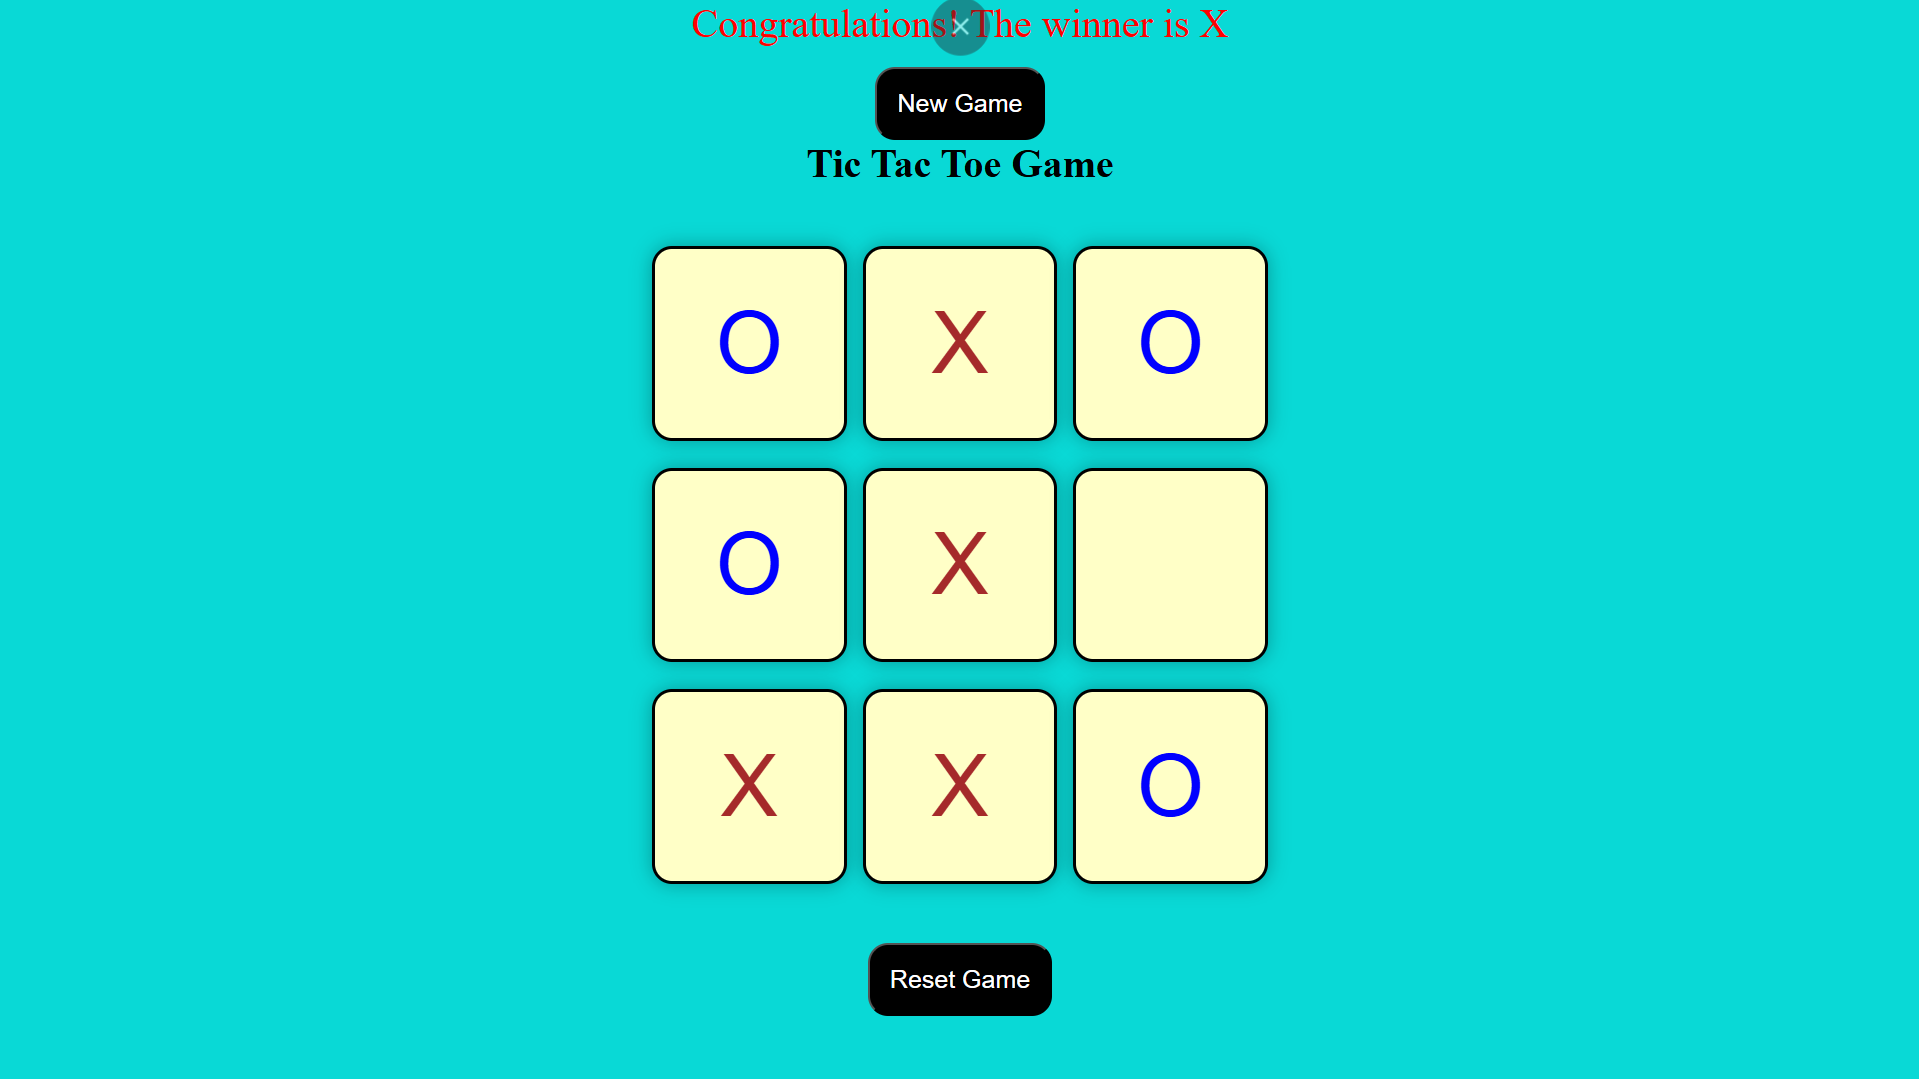 Congratulations! The winner is X
New Game
Tic Tac Toe Game
O X O
O X
X X O
Reset Game